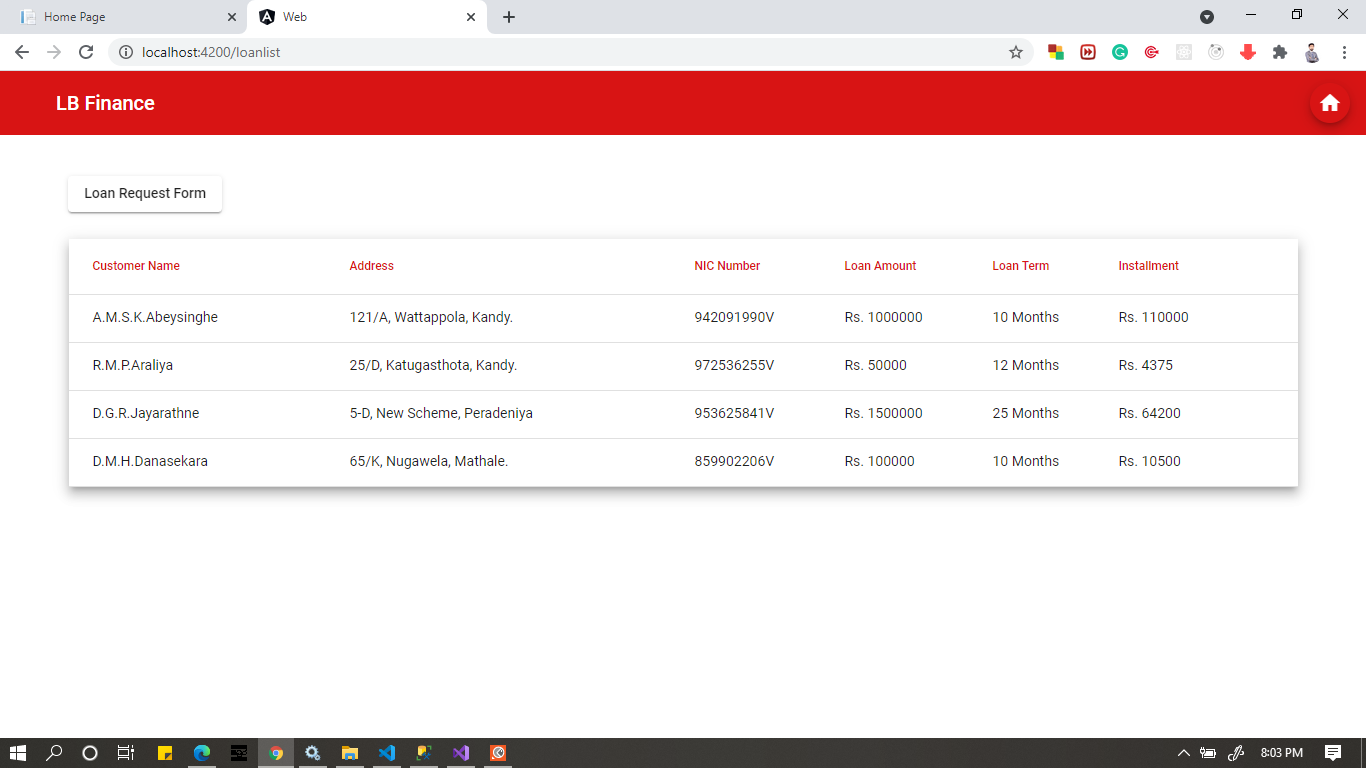 Home Page
Web
localhost:4200/loanlist
LB Finance
Loan Request Form
Customer Name Address NIC Number Loan Amount Loan Term Installment
A.M.S.K.Abeysinghe 121/A, Wattappola, Kandy. 942091990V Rs. 1000000 10 Months Rs. 110000
R.M.P.Araliya 25/D, Katugasthota, Kandy. 972536255V Rs. 50000 12 Months Rs. 4375
D.G.R.Jayarathne 5-D, New Scheme, Peradeniya 953625841V Rs. 1500000 25 Months Rs. 64200
D.M.H.Danasekara 65/K, Nugawela, Mathale. 859902206V Rs. 100000 10 Months Rs. 10500
8:03 PM